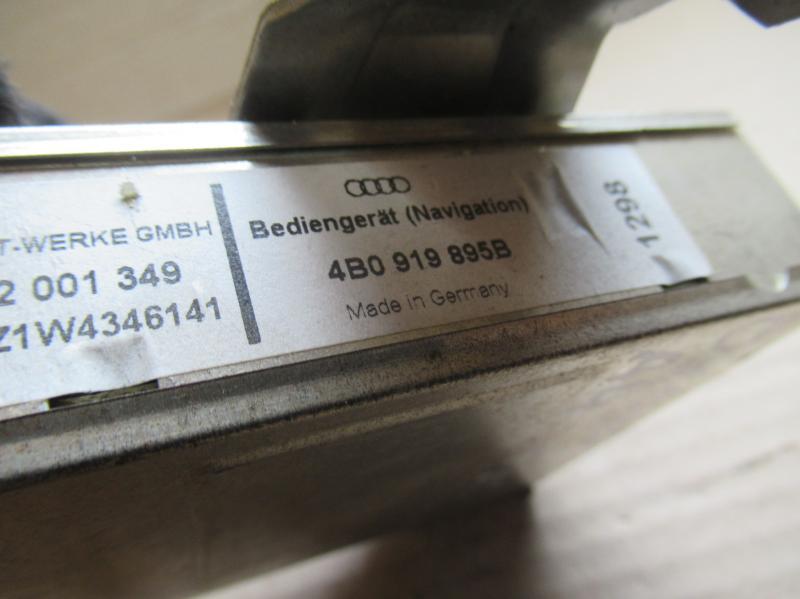 T-WERKE GMBH
2 001 349
Z1W4346141
Bediengerät (Navigation)
4B0 919 895B
Made in Germany
1298